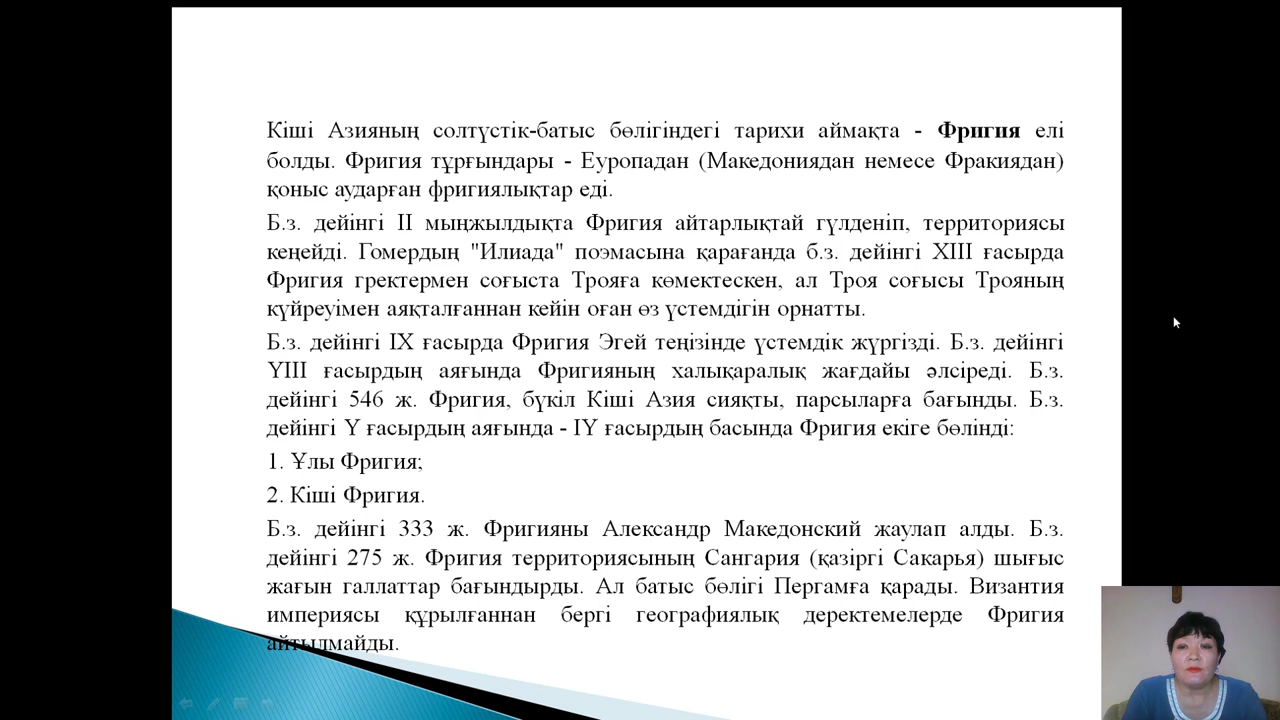 Кіші Азияның солтүстік-батыс бөлігіндегі тарихи аймақта - Фригия елі
болды. Фригия тұрғындары - Еуропадан (Македониядан немесе Фракиядан)
қоныс аударған фригиялықтар еді.
Б.з. дейінгі II мыңжылдықта Фригия айтарлықтай гүлденіп, территориясы
кеңейді. Гомердың "Илиада" поэмасына қарағанда б.з. дейінгі XIII ғасырда
Фригия гректермен соғыста Трояға көмектескен, ал Троя соғысы Трояның
күйреуімен аяқталғаннан кейін оған өз үстемдігін орнатты.
Б.з. дейінгі IX ғасырда Фригия Эгей теңізінде үстемдік жүргізді. Б.з. дейінгі
YIII ғасырдың аяғында Фригияның халықаралық жағдайы әлсіреді. Б.з.
дейінгі 546 ж. Фригия, бүкіл Кіші Азия сияқты, парсыларға бағынды. Б.з.
дейінгі Y ғасырдың аяғында - IY ғасырдың басында Фригия екіге бөлінді:
1. Ұлы Фригия;
2. Кіші Фригия.
Б.з. дейінгі 333 ж. Фригияны Александр Македонский жаулап алды. Б.з.
дейінгі 275 ж. Фригия территориясының Сангария (қазіргі Сакарья) шығыс
жағын галлаттар бағындырды. Ал батыс бөлігі Пергамға қарады. Византия
империясы құрылғаннан бергі географиялық деректемелерде Фригия
айтылмайды.